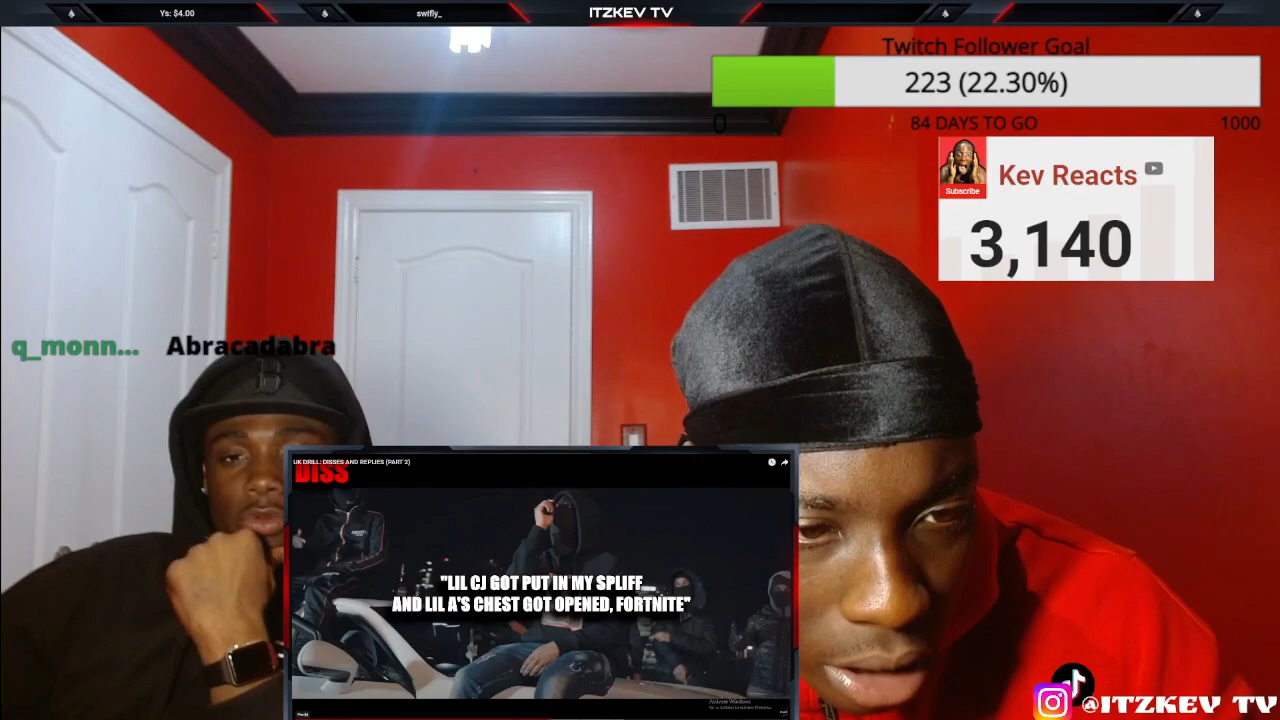 Ys: $4.00
swifly_
ITZKEV TV
Twitch Follower Goal
223 (22.30%)
0
84 DAYS TO GO
1000
Subscribe
Kev Reacts
3,140
q_monn...
Abracadabra
B
UK DRILL: DISSES AND REPLIES (PART 2)
DISS
"LIL CJ GOT PUT IN MY SPLIFF
AND LIL A'S CHEST GOT OPENED, FORTNITE"
Activate Windows
@ITZKEV TV